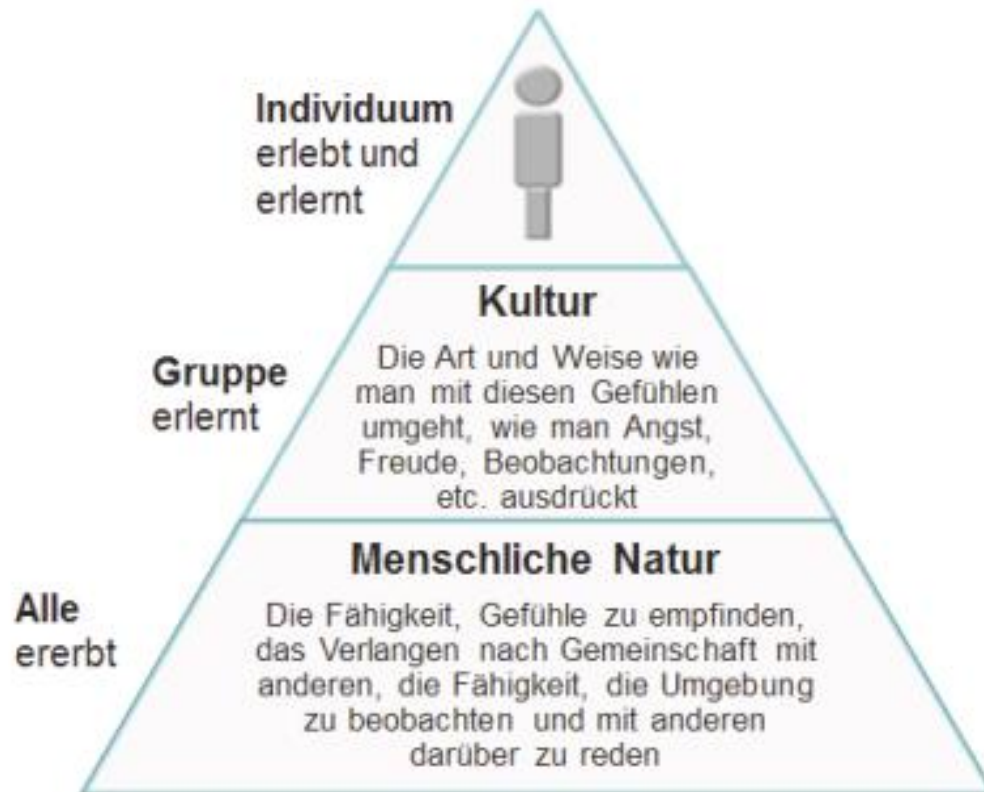 Individuum
erlebt und
erlernt
Kultur
Die Art und Weise wie
man mit diesen Gefühlen
umgeht, wie man Angst,
Freude, Beobachtungen,
etc. ausdrückt
Gruppe
erlernt
Menschliche Natur
Die Fähigkeit, Gefühle zu empfinden,
das Verlangen nach Gemeinschaft mit
anderen, die Fähigkeit, die Umgebung
zu beobachten und mit anderen
darüber zu reden
Alle
ererbt